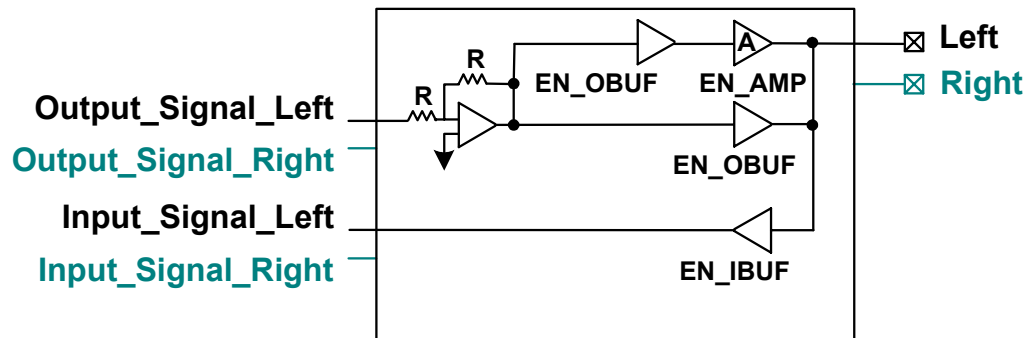 R
R
A
EN_OBUF
EN_AMP
Left
Right
Output_Signal_Left
Output_Signal_Right
EN_OBUF
Input_Signal_Left
Input_Signal_Right
EN_IBUF